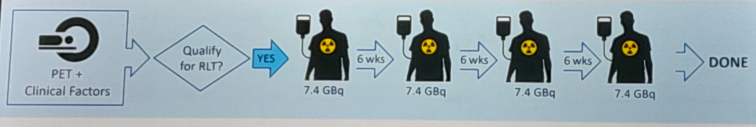 PET +
Clinical Factors
Qualify
for RLT?
YES
7.4 GBq
6 wks
7.4 GBq
6 wks
7.4 GBq
6 wks
7.4 GBq
DONE